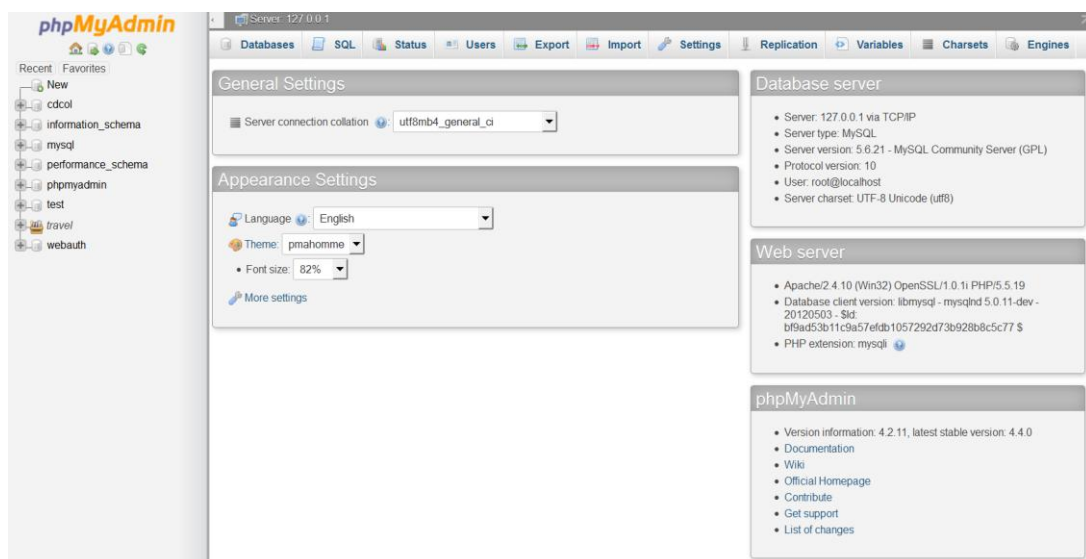 phpMyAdmin
Recent Favorites
New
cdcol
information_schema
mysql
performance_schema
phpmyadmin
test
travel
webauth
Server: 127.0.0.1
Databases SQL Status Users Export Import Settings Replication Variables Charsets Engines
General Settings
Server connection collation : utf8mb4_general_ci
Appearance Settings
Language : English
Theme: pmahomme
• Font size: 82%
More settings
Database server
• Server: 127.0.0.1 via TCP/IP
• Server type: MySQL
• Server version: 5.6.21 - MySQL Community Server (GPL)
• Protocol version: 10
• User: root@localhost
• Server charset: UTF-8 Unicode (utf8)
Web server
• Apache/2.4.10 (Win32) OpenSSL/1.0.1i PHP/5.5.19
• Database client version: libmysql - mysqlnd 5.0.11-dev -
20120503 - $Id:
bf9ad53b11c9a57efdb1057292d73b928b8c5c77 $
• PHP extension: mysqli
phpMyAdmin
• Version information: 4.2.11, latest stable version: 4.4.0
• Documentation
• Wiki
• Official Homepage
• Contribute
• Get support
• List of changes